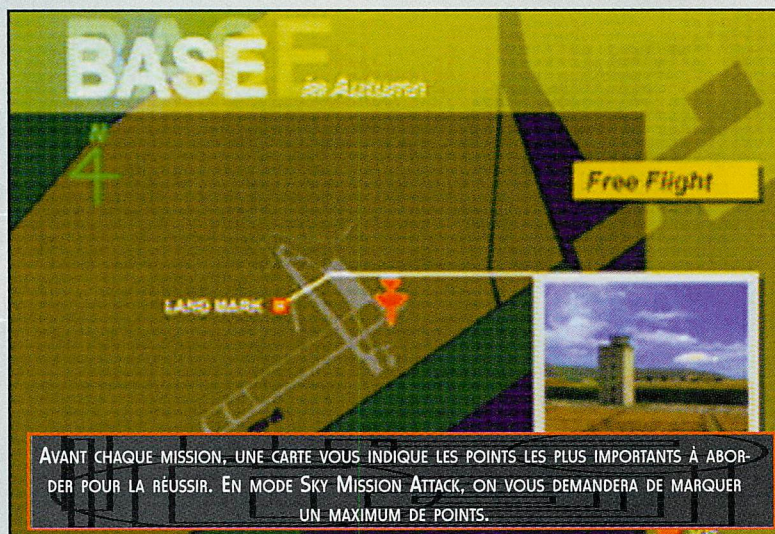 BASE
in Autumn
N
Free Flight
LAND MARK
AVANT CHAQUE MISSION, UNE CARTE VOUS INDIQUE LES POINTS LES PLUS IMPORTANTS À ABOR-
DER POUR LA RÉUSSIR. EN MODE SKY MISSION ATTACK, ON VOUS DEMANDERA DE MARQUER
UN MAXIMUM DE POINTS.